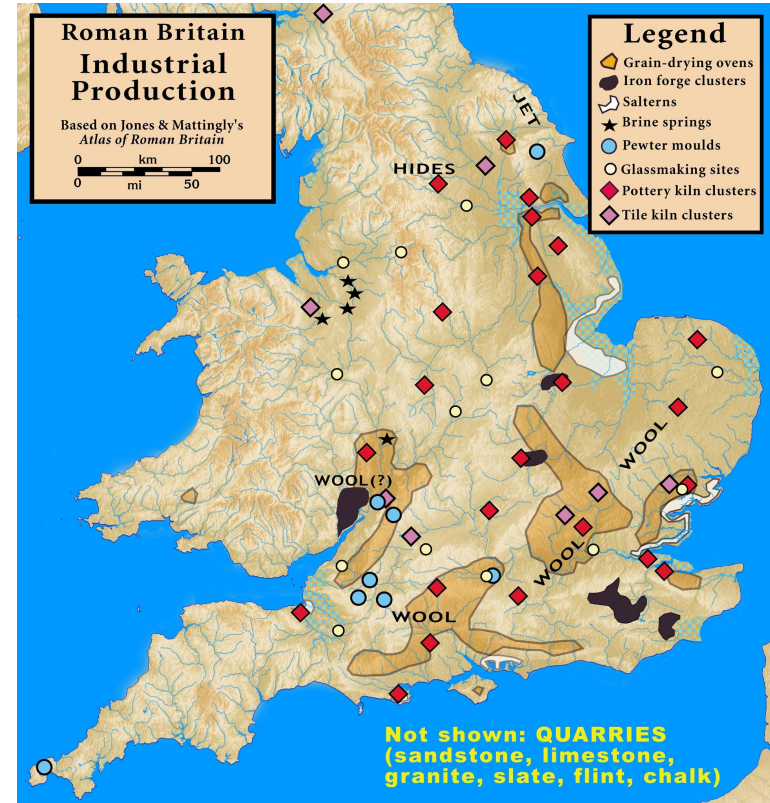 Roman Britain
Industrial
Production
Based on Jones & Mattingly's
Atlas of Roman Britain
0 km 100
0 mi 50
Legend
Grain-drying ovens
Iron forge clusters
Salterns
Brine springs
Pewter moulds
Glassmaking sites
Pottery kiln clusters
Tile kiln clusters
JET
HIDES
WOOL
WOOL(?)
WOOL
WOOL
Not shown: QUARRIES
(sandstone, limestone,
granite, slate, flint, chalk)